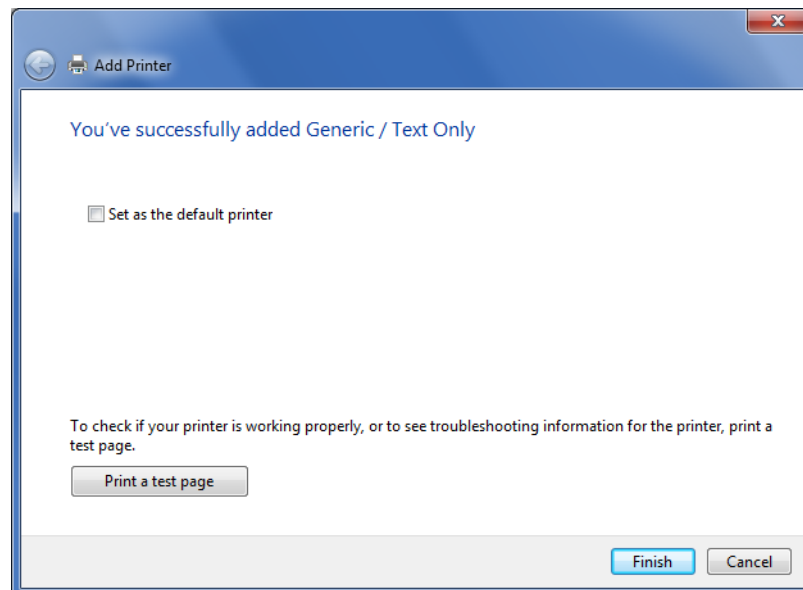 Add Printer
You've successfully added Generic / Text Only
Set as the default printer
To check if your printer is working properly, or to see troubleshooting information for the printer, print a
test page.
Print a test page
Finish
Cancel